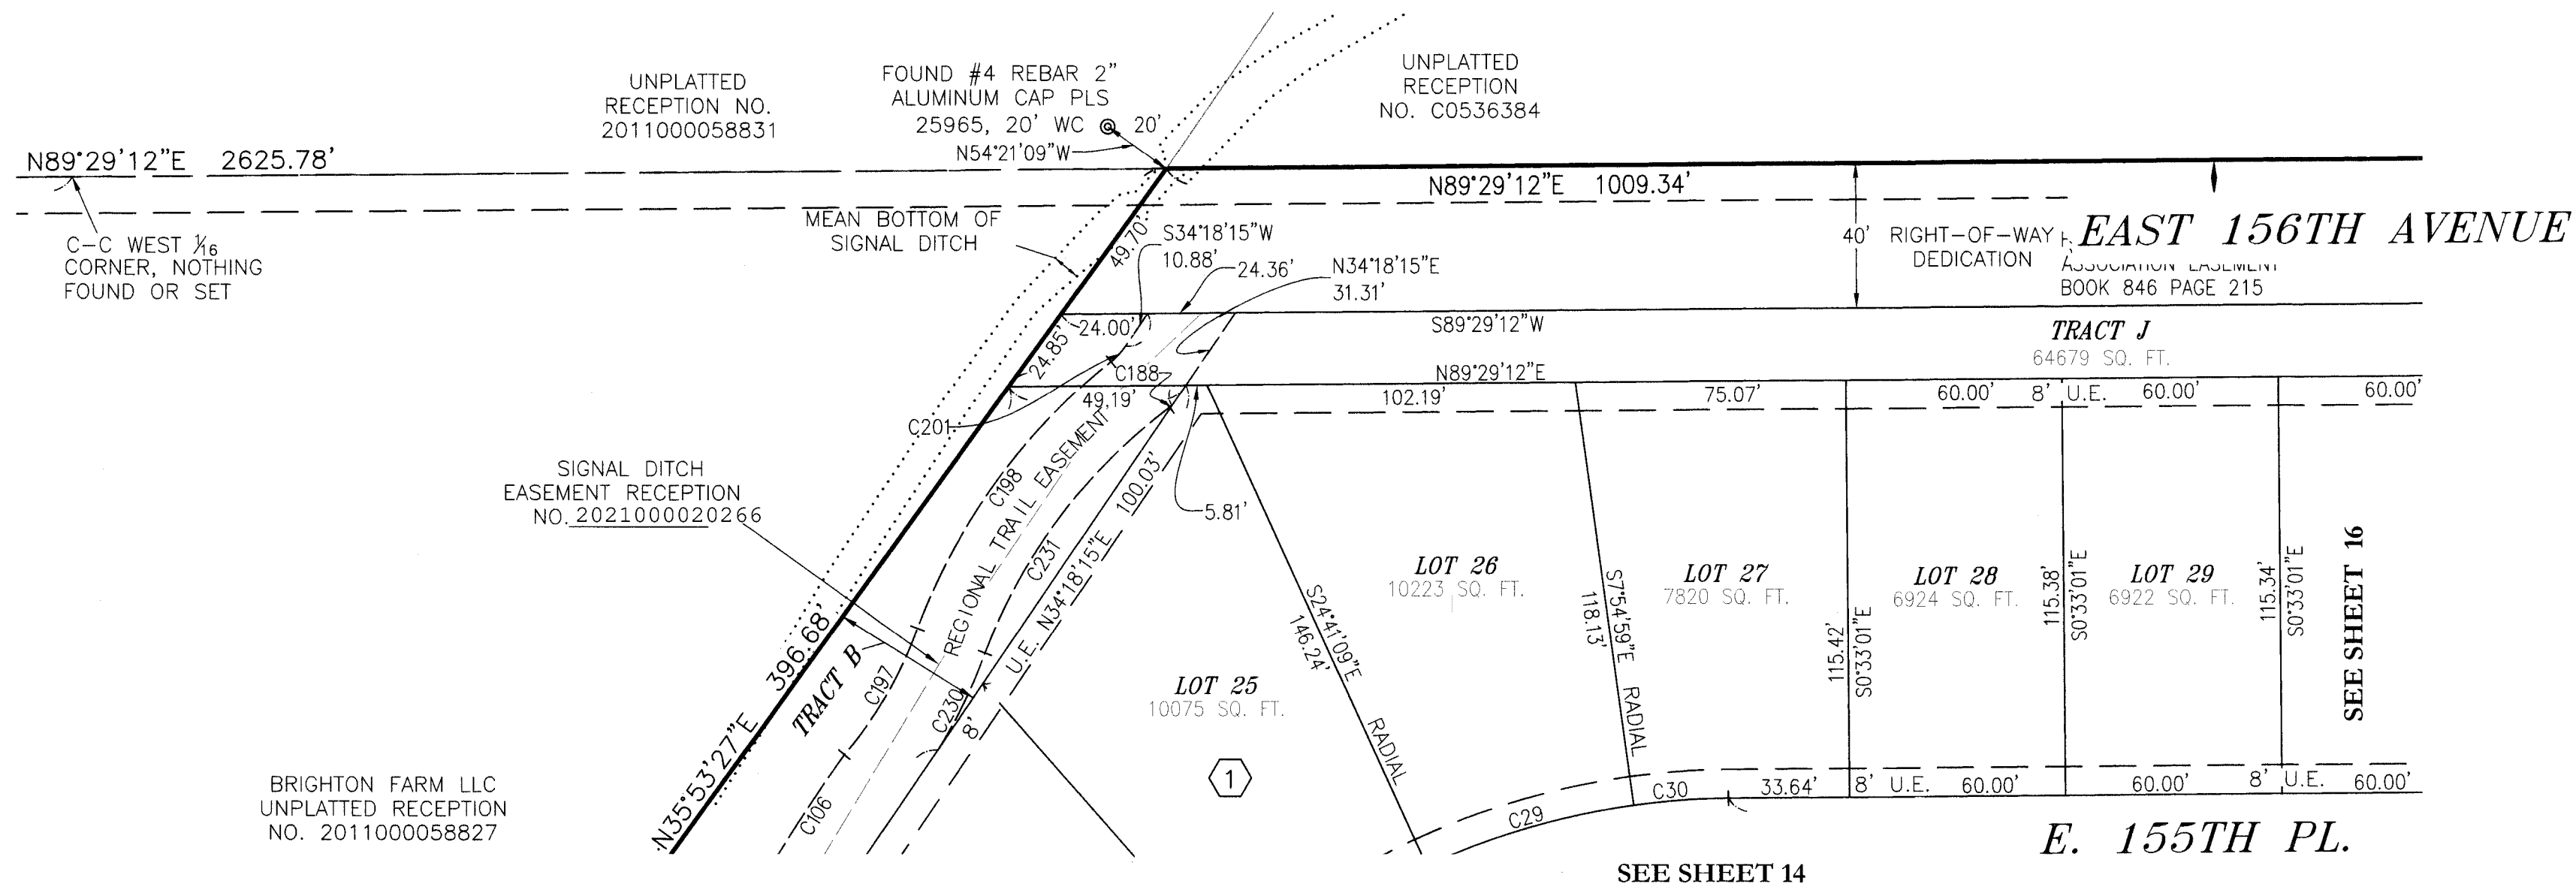 UNPLATTED
RECEPTION NO.
2011000058831
FOUND #4 REBAR 2"
ALUMINUM CAP PLS
25965, 20' WC
20'
N54°21'09"W
UNPLATTED
RECEPTION
NO. C0536384
N89°29'12"E 2625.78'
C-C WEST 1/16
CORNER, NOTHING
FOUND OR SET
MEAN BOTTOM OF
SIGNAL DITCH
49.70'
S34°18'15"W
10.88'
24.36'
N34°18'15"E
31.31'
N89°29'12"E 1009.34'
40'
RIGHT-OF-WAY
DEDICATION
EAST 156TH AVENUE
ASSOCIATION EASEMENT
BOOK 846 PAGE 215
24.00'
24.85'
S89°29'12"W
TRACT J
64679 SQ. FT.
C188
N89°29'12"E
49.19'
102.19'
75.07'
60.00'
8' U.E.
60.00'
60.00'
C201
5.81'
SIGNAL DITCH
EASEMENT RECEPTION
NO. 2021000020266
C198
REGIONAL TRAIL EASEMENT
C231
100.03'
U.E. N34°18'15"E
396.68'
TRACT B
C197
C230
8'
C106
N35°53'27"E
LOT 25
10075 SQ. FT.
1
S24°41'09"E
146.24'
RADIAL
LOT 26
10223 SQ. FT.
S7°54'59"E
118.13'
RADIAL
LOT 27
7820 SQ. FT.
115.42'
S0°33'01"E
LOT 28
6924 SQ. FT.
115.38'
S0°33'01"E
LOT 29
6922 SQ. FT.
115.34'
S0°33'01"E
SEE SHEET 16
BRIGHTON FARM LLC
UNPLATTED RECEPTION
NO. 2011000058827
C29
C30
33.64'
8' U.E.
60.00'
60.00'
8' U.E.
60.00'
E. 155TH PL.
SEE SHEET 14